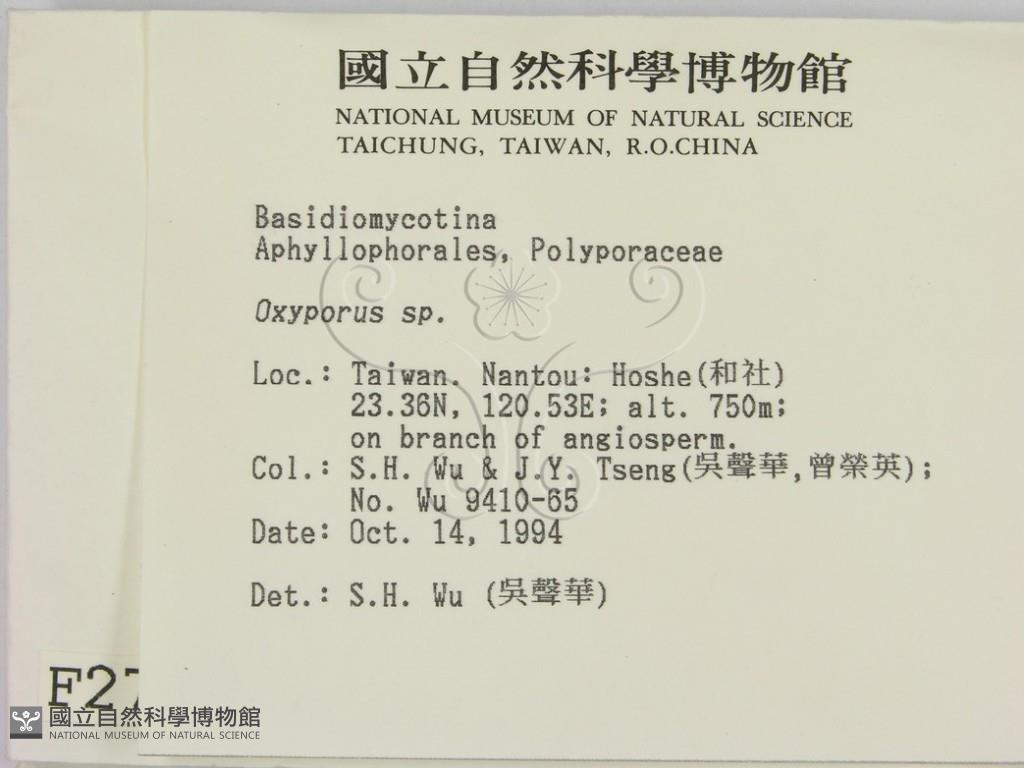 國立自然科學博物館
NATIONAL MUSEUM OF NATURAL SCIENCE
TAICHUNG, TAIWAN, R.O.CHINA
Basidiomycotina
Aphyllophorales, Polyporaceae
Oxyporus sp.
Loc.: Taiwan. Nantou: Hoshe(和社)
23.36N, 120.53E; alt. 750m;
on branch of angiosperm.
Col.: S.H. Wu & J.Y. Tseng(吳聲華,曾榮英);
No. Wu 9410-65
Date: Oct. 14, 1994
Det.: S.H. Wu (吳聲華)
F27
國立自然科學博物館
NATIONAL MUSEUM OF NATURAL SCIENCE